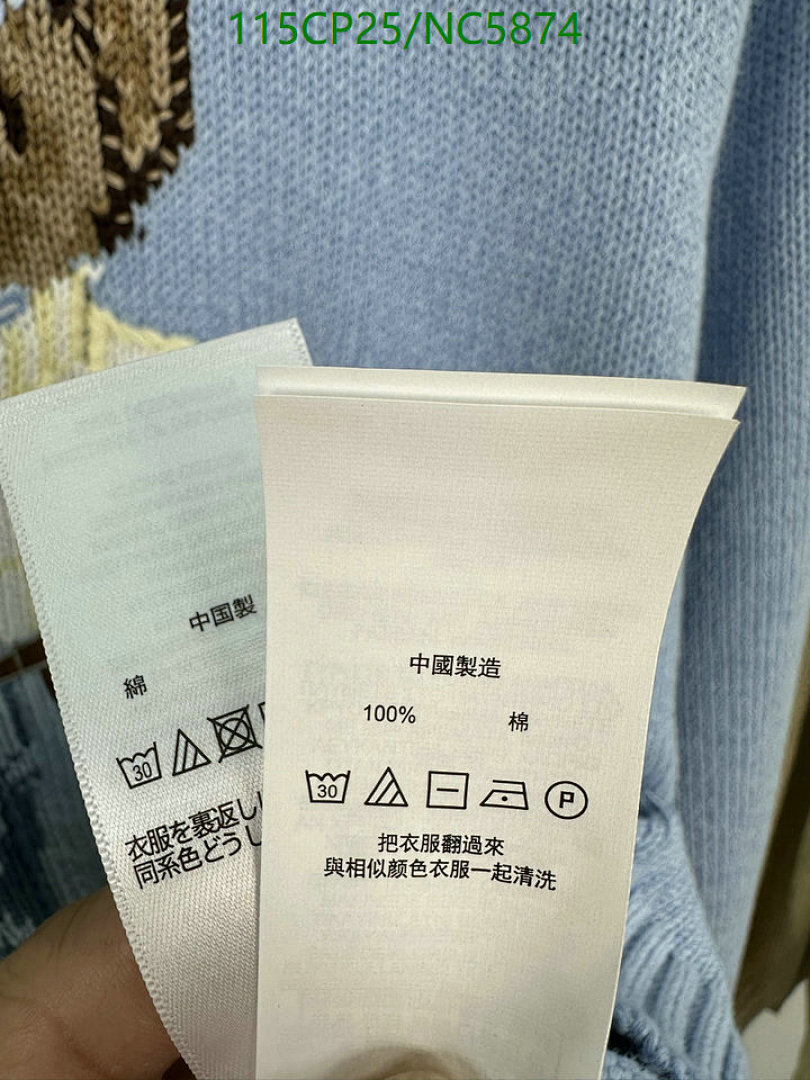 115CP25/NC5874
中国製
綿
30
衣服を裏返し
同系色どうし
中國製造
100% 棉
30
P
把衣服翻過來
與相似颜色衣服一起清洗